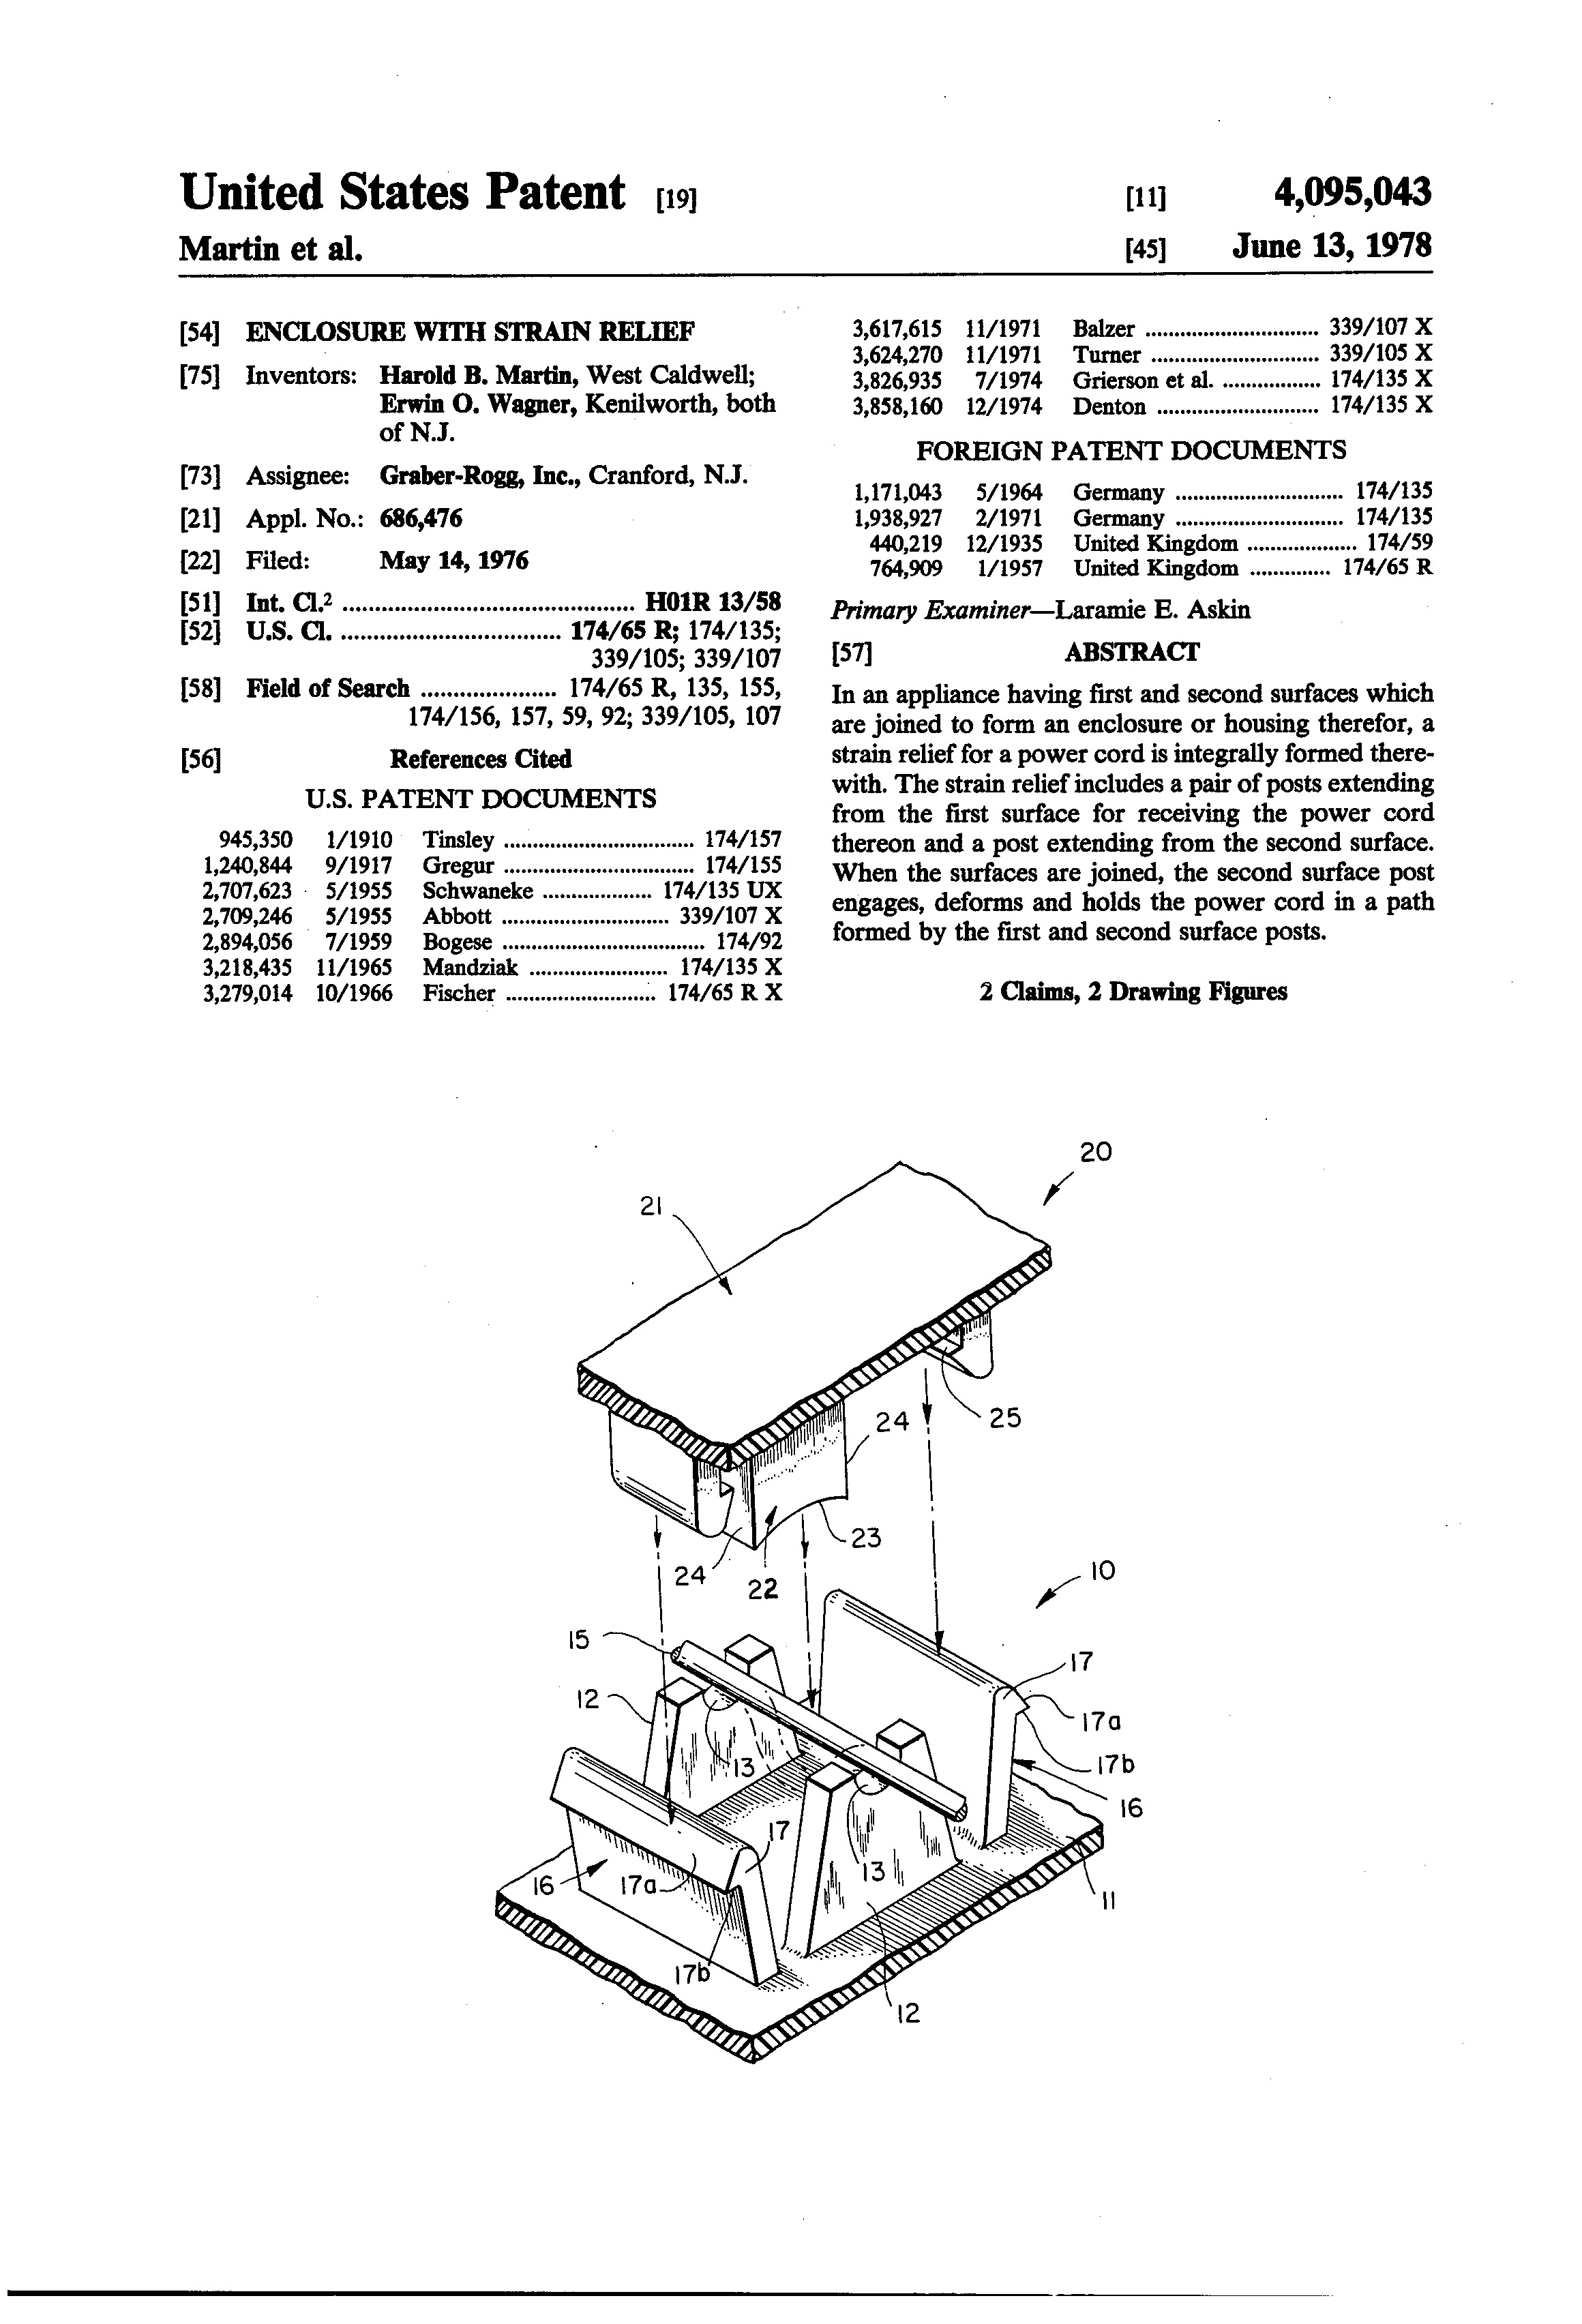 United States Patent [19]
Martin et al.
[11] 4,095,043
[45] June 13, 1978
[54] ENCLOSURE WITH STRAIN RELIEF
[75] Inventors: Harold B. Martin, West Caldwell;
Erwin O. Wagner, Kenilworth, both
of N.J.
[73] Assignee: Graber-Rogg, Inc., Cranford, N.J.
[21] Appl. No.: 686,476
[22] Filed: May 14, 1976
[51] Int. Cl.² ............................................ H01R 13/58
[52] U.S. Cl. .................................. 174/65 R; 174/135;
339/105; 339/107
[58] Field of Search ..................... 174/65 R, 135, 155,
174/156, 157, 59, 92; 339/105, 107
[56] References Cited
U.S. PATENT DOCUMENTS
945,350 1/1910 Tinsley ................................ 174/157
1,240,844 9/1917 Gregur ................................ 174/155
2,707,623 5/1955 Schwaneke ................... 174/135 UX
2,709,246 5/1955 Abbott ............................. 339/107 X
2,894,056 7/1959 Bogese ................................... 174/92
3,218,435 11/1965 Mandziak ........................ 174/135 X
3,279,014 10/1966 Fischer .......................... 174/65 R X
3,617,615 11/1971 Balzer .............................. 339/107 X
3,624,270 11/1971 Turner ............................. 339/105 X
3,826,935 7/1974 Grierson et al. ................. 174/135 X
3,858,160 12/1974 Denton ............................ 174/135 X
FOREIGN PATENT DOCUMENTS
1,171,043 5/1964 Germany ............................. 174/135
1,938,927 2/1971 Germany ............................. 174/135
440,219 12/1935 United Kingdom ................... 174/59
764,909 1/1957 United Kingdom .............. 174/65 R
Primary Examiner—Laramie E. Askin
[57] ABSTRACT
In an appliance having first and second surfaces which
are joined to form an enclosure or housing therefor, a
strain relief for a power cord is integrally formed there-
with. The strain relief includes a pair of posts extending
from the first surface for receiving the power cord
thereon and a post extending from the second surface.
When the surfaces are joined, the second surface post
engages, deforms and holds the power cord in a path
formed by the first and second surface posts.
2 Claims, 2 Drawing Figures
20
21
24
25
23
24
22
10
15
17
12
17a
13
17b
16
17
13
16
17a
11
17b
12